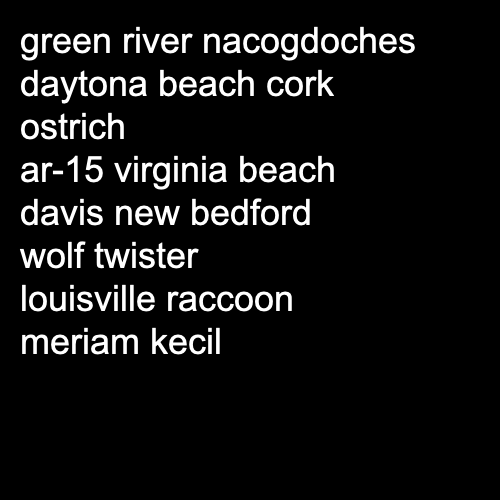 green river nacogdoches
daytona beach cork
ostrich
ar-15 virginia beach
davis new bedford
wolf twister
louisville raccoon
meriam kecil